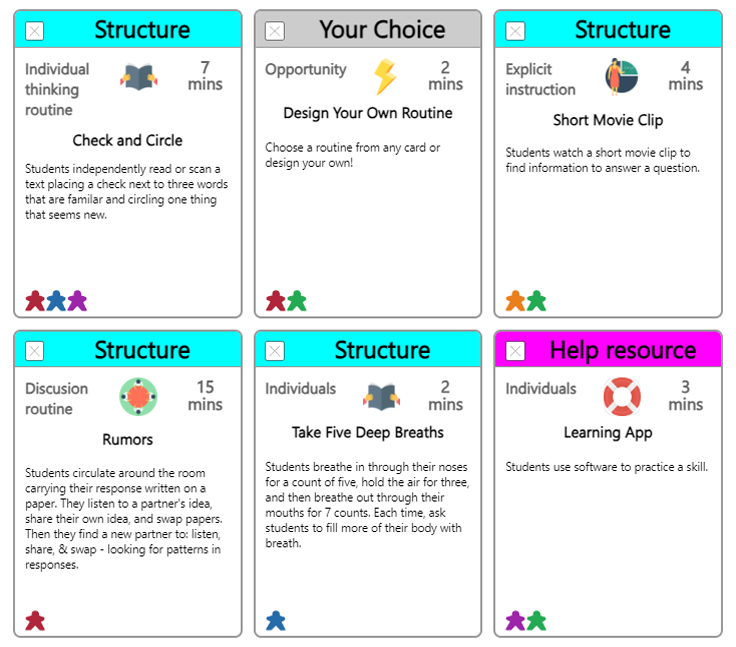 Structure
Individual
thinking
routine
7
mins
Check and Circle
Students independently read or scan a
text placing a check next to three words
that are familar and circling one thing
that seems new.
Your Choice
Opportunity
2
mins
Design Your Own Routine
Choose a routine from any card or
design your own!
Structure
Explicit
instruction
4
mins
Short Movie Clip
Students watch a short movie clip to
find information to answer a question.
Structure
Discusion
routine
15
mins
Rumors
Students circulate around the room
carrying their response written on a
paper. They listen to a partner's idea,
share their own idea, and swap papers.
Then they find a new partner to: listen,
share, & swap - looking for patterns in
responses.
Structure
Individuals
2
mins
Take Five Deep Breaths
Students breathe in through their noses
for a count of five, hold the air for three,
and then breathe out through their
mouths for 7 counts. Each time, ask
students to fill more of their body with
breath.
Help resource
Individuals
3
mins
Learning App
Students use software to practice a skill.